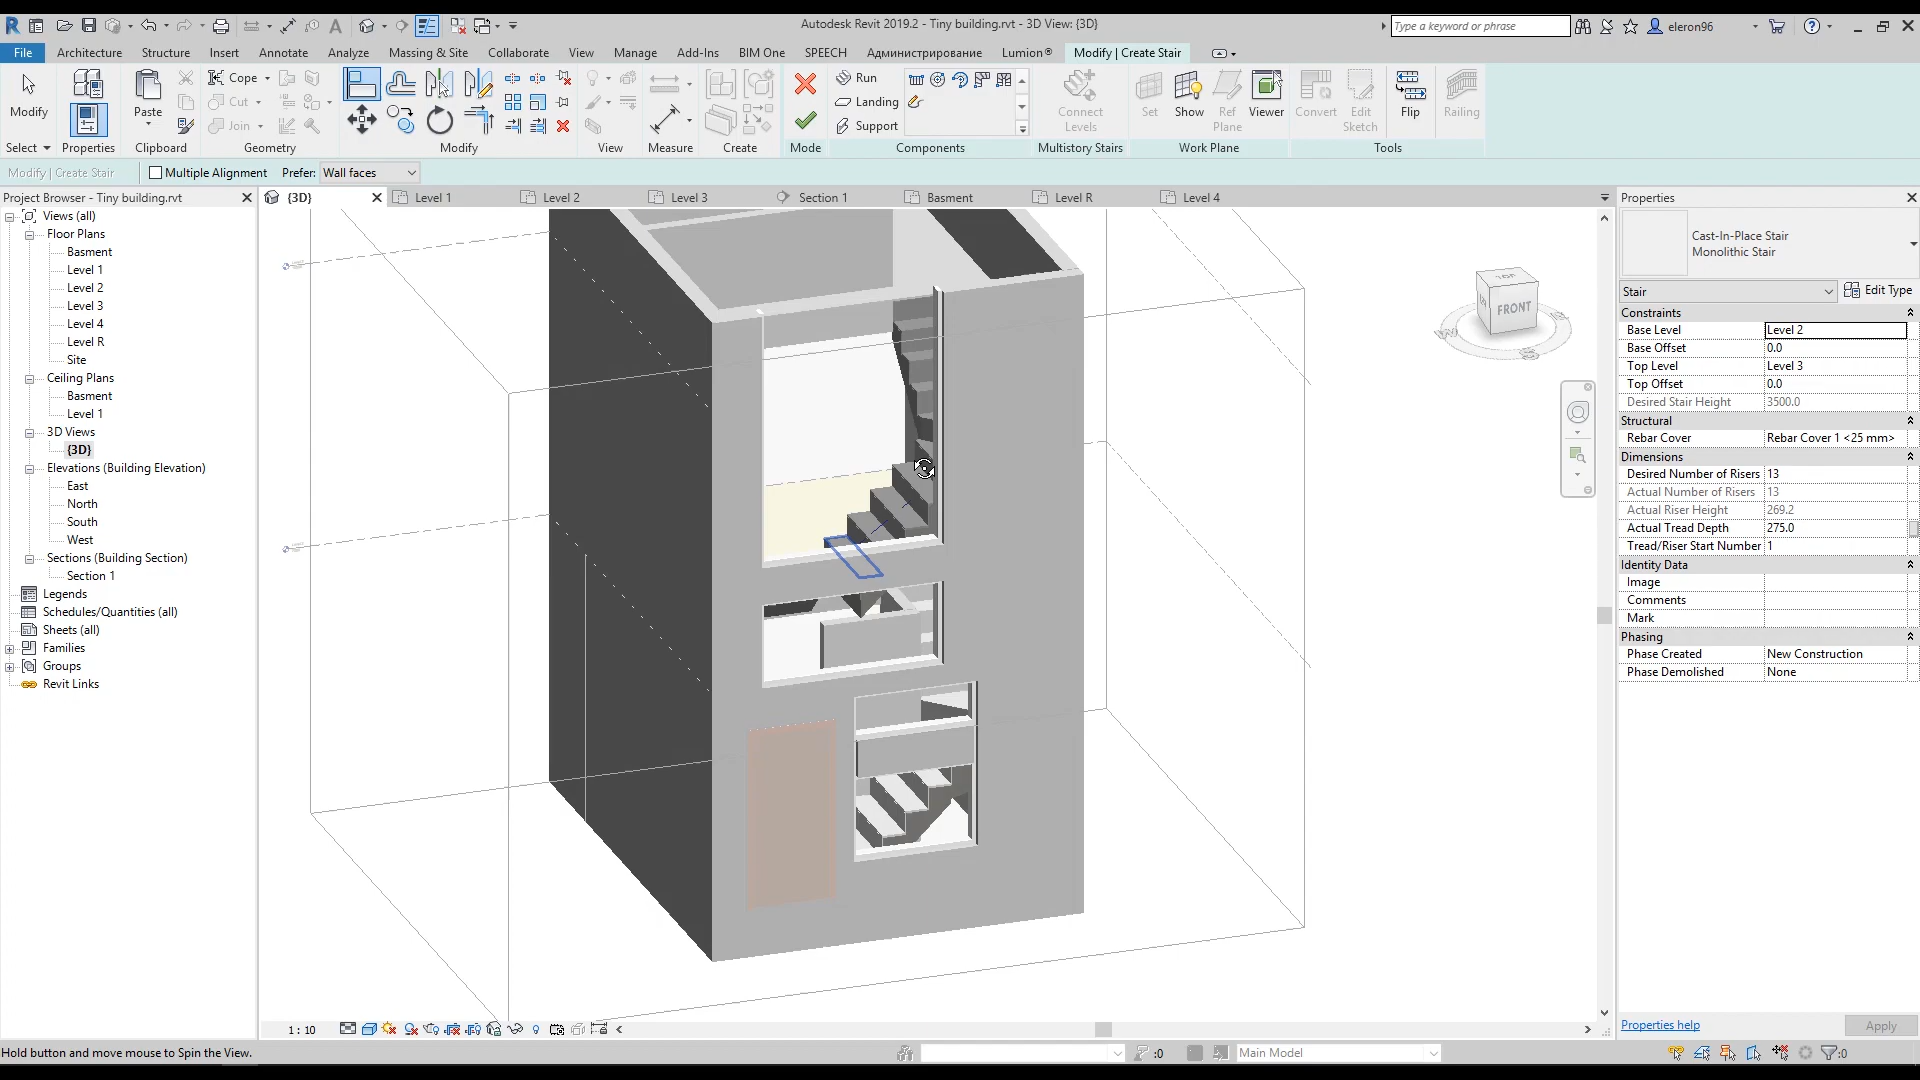 Autodesk Revit 2019.2 - Tiny building.rvt - 3D View: {3D}
Type a keyword or phrase
eleron96
File
Architecture
Structure
Insert
Annotate
Analyze
Massing & Site
Collaborate
View
Manage
Add-Ins
BIM One
SPEECH
Администрирование
Lumion®
Modify | Create Stair
Modify
Paste
Copy
Cut
Join
Run
Landing
Support
Connect
Levels
Set
Show
Ref
Plane
Viewer
Convert
Edit
Sketch
Flip
Railing
Select
Properties
Clipboard
Geometry
Modify
View
Measure
Create
Mode
Components
Multistory Stairs
Work Plane
Tools
Modify | Create Stair
Multiple Alignment
Prefer:
Wall faces
Project Browser - Tiny building.rvt
Views (all)
Floor Plans
Basment
Level 1
Level 2
Level 3
Level 4
Level R
Site
Ceiling Plans
Basment
Level 1
3D Views
{3D}
Elevations (Building Elevation)
East
North
South
West
Sections (Building Section)
Section 1
Legends
Schedules/Quantities (all)
Sheets (all)
Families
Groups
Revit Links
{3D}
Level 1
Level 2
Level 3
Section 1
Basment
Level R
Level 4
TOP
FRONT
1 : 10
Properties
Cast-In-Place Stair
Monolithic Stair
Stair
Edit Type
Constraints
Base Level Level 2
Base Offset 0.0
Top Level Level 3
Top Offset 0.0
Desired Stair Height 3500.0
Structural
Rebar Cover Rebar Cover 1 <25 mm>
Dimensions
Desired Number of Risers 13
Actual Number of Risers 13
Actual Riser Height 269.2
Actual Tread Depth 275.0
Tread/Riser Start Number 1
Identity Data
Image
Comments
Mark
Phasing
Phase Created New Construction
Phase Demolished None
Properties help
Apply
Hold button and move mouse to Spin the View.
:0
Main Model
:0